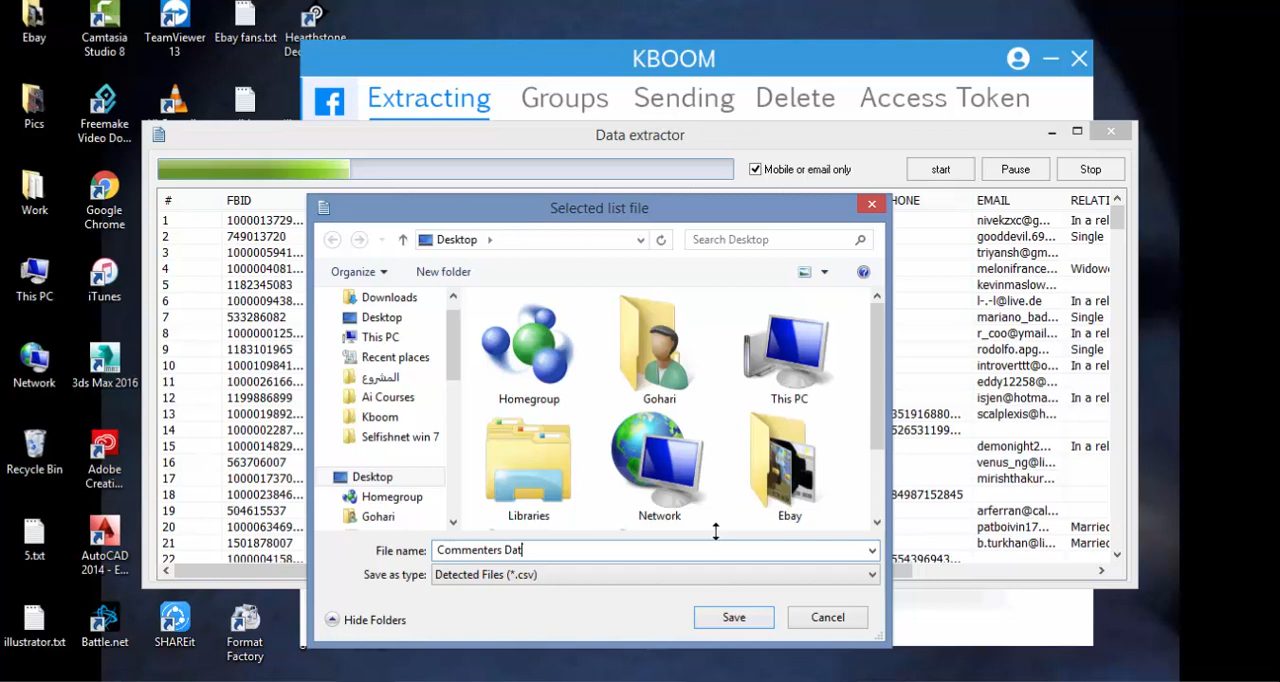 Ebay
Camtasia
Studio 8
TeamViewer
13
Ebay fans.txt
Hearthstone
KBOOM
Extracting
Groups
Sending
Delete
Access Token
Pics
Freemake
Video Do...
Data extractor
Mobile or email only
start
Pause
Stop
# FBID HONE EMAIL RELATI
1 1000013729... nivekzxc@g... In a rel
2 749013720 gooddevil.69... Single
3 1000005941... triyansh@gm...
4 1000004081... melonifrance... Widow
5 1182345083 kevinmaslow...
6 1000009438... l-.-l@live.de In a rel
7 533286082 mariano_bad... Single
8 1000000125... r_coo@ymail... In a rel
9 1183101965 rodolfo.apg... Single
10 1000109841... introverttt@o... In a rel
11 1000026166... eddy12258@...
12 1199886899 isjen@hotma... In a rel
13 1000019892... 351916880... scalplexis@h...
14 1000002287... 526531199...
15 1000014829... demonight2... In a rel
16 563706007 venus_ng@li...
17 1000017370... mirishthakur...
18 1000023846... 84987152845
19 504615537 arferran@cal...
20 1000063469... patboivin17... Married
21 1501878007 b.turkhan@li... Married
22 1000004158... 554396943...
Selected list file
Desktop
Search Desktop
Organize
New folder
Downloads
Desktop
This PC
Recent places
المشروع
Ai Courses
Kboom
Selfishnet win 7
Desktop
Homegroup
Gohari
Homegroup
Gohari
This PC
Libraries
Network
Ebay
File name: Commenters Dat
Save as type: Detected Files (*.csv)
Hide Folders
Save
Cancel
Work
Google
Chrome
This PC
iTunes
Network
3ds Max 2016
Recycle Bin
Adobe
Creati...
5.txt
AutoCAD
2014 - E...
illustrator.txt
Battle.net
SHAREit
Format
Factory